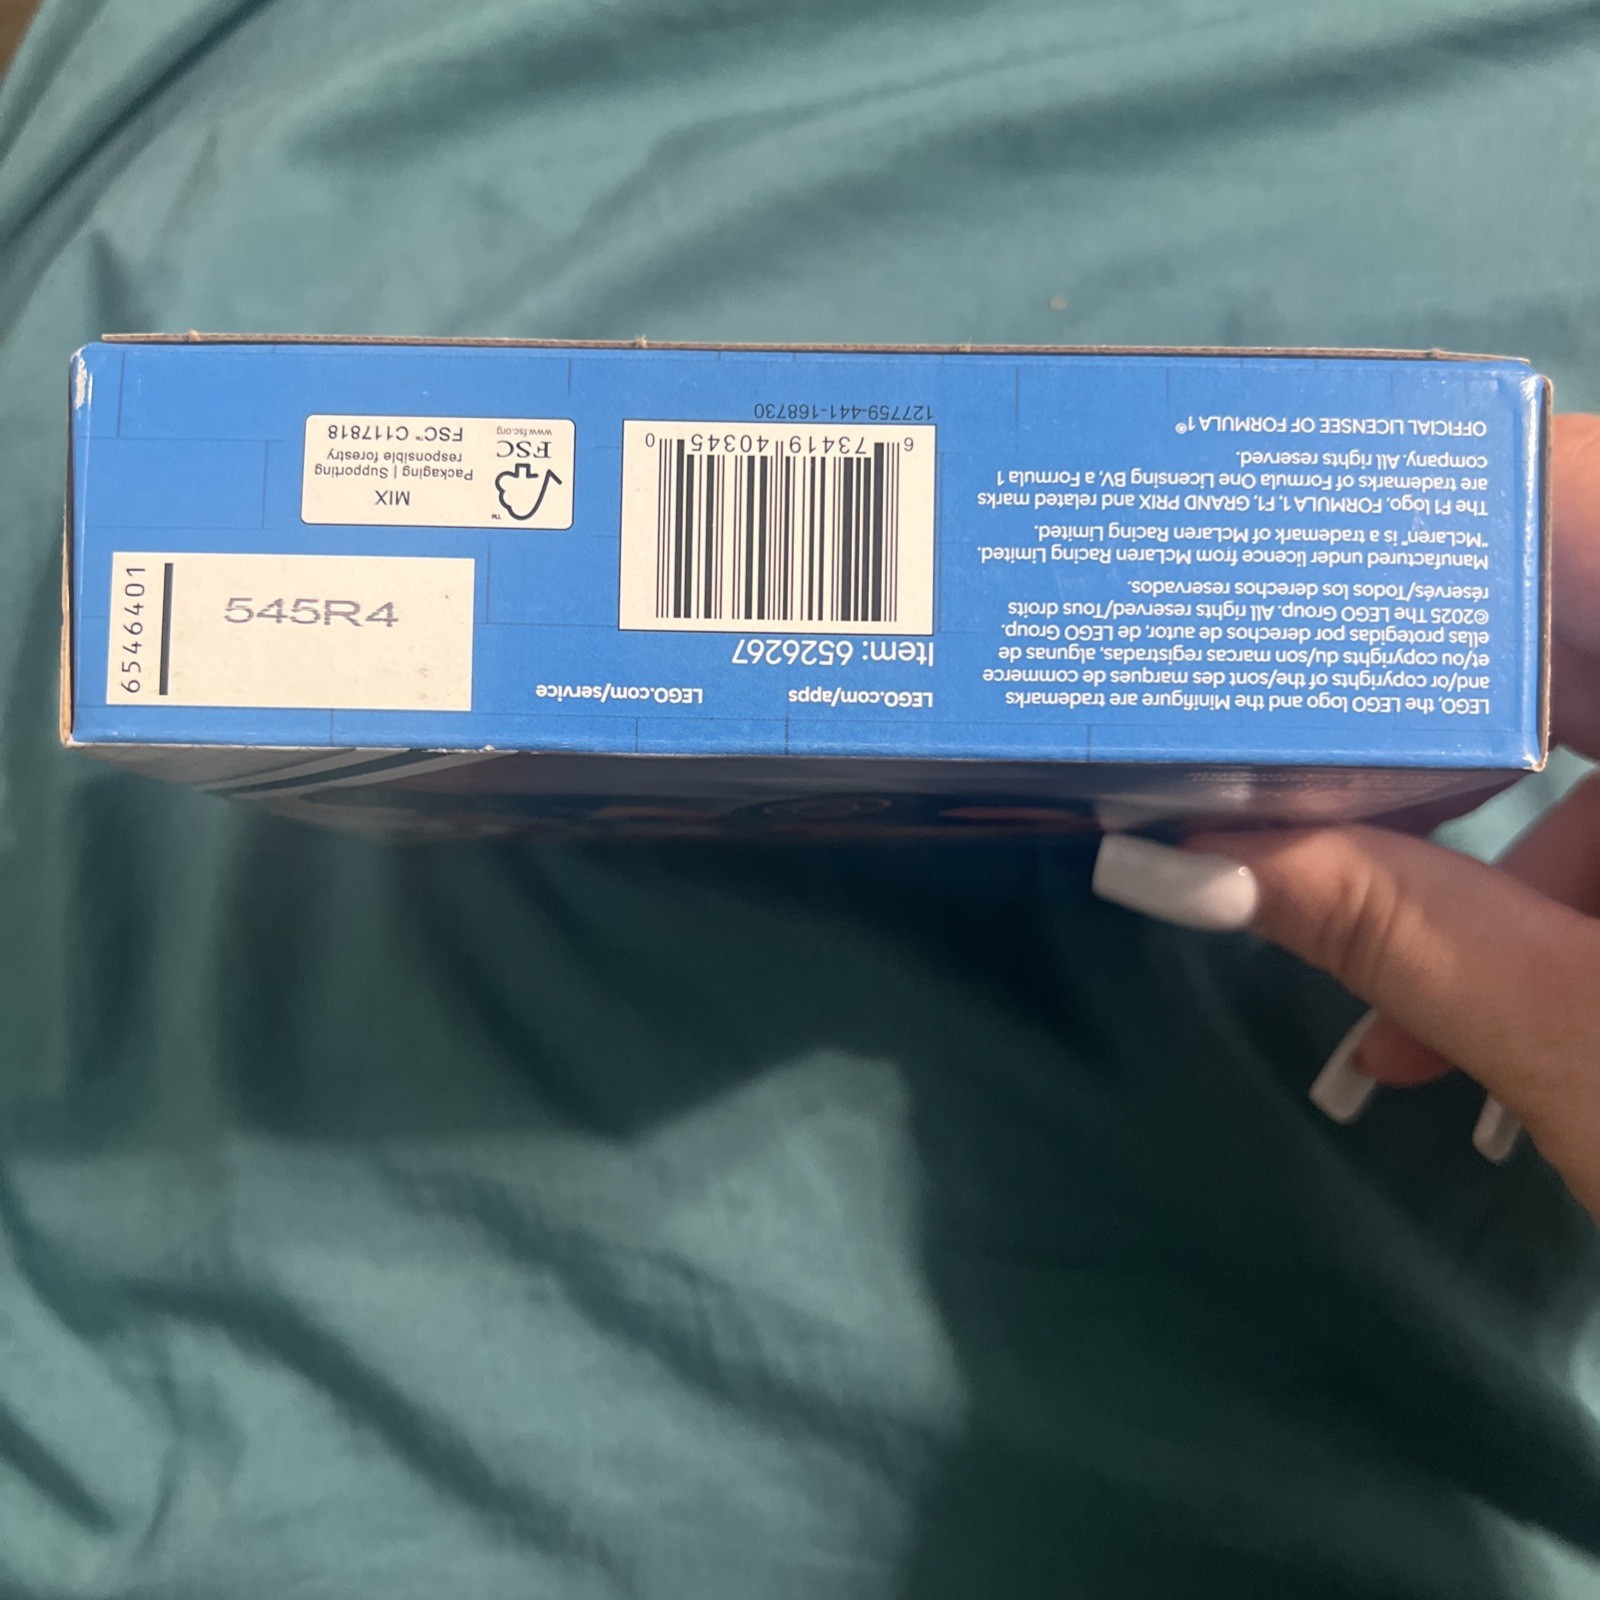 LEGO, the LEGO logo and the Minifigure are trademarks
and/or copyrights of the/sont des marques de commerce
et/ou copyrights du/son marcas registradas, algunas de
ellas protegidas por derechos de autor, de LEGO Group.
©2025 The LEGO Group. All rights reserved/Tous droits
réservés/Todos los derechos reservados.
Manufactured under licence from McLaren Racing Limited.
"McLaren" is a trademark of McLaren Racing Limited.
The F1 logo, FORMULA 1, F1, GRAND PRIX and related marks
are trademarks of Formula One Licensing BV, a Formula 1
company. All rights reserved.
OFFICIAL LICENSEE OF FORMULA 1®
LEGO.com/apps
LEGO.com/service
Item: 6526267
6 73419 40345 0
127759-441-168730
6546401
545R4
™
MIX
Packaging | Supporting
responsible forestry
FSC™ C117818
FSC
www.fsc.org